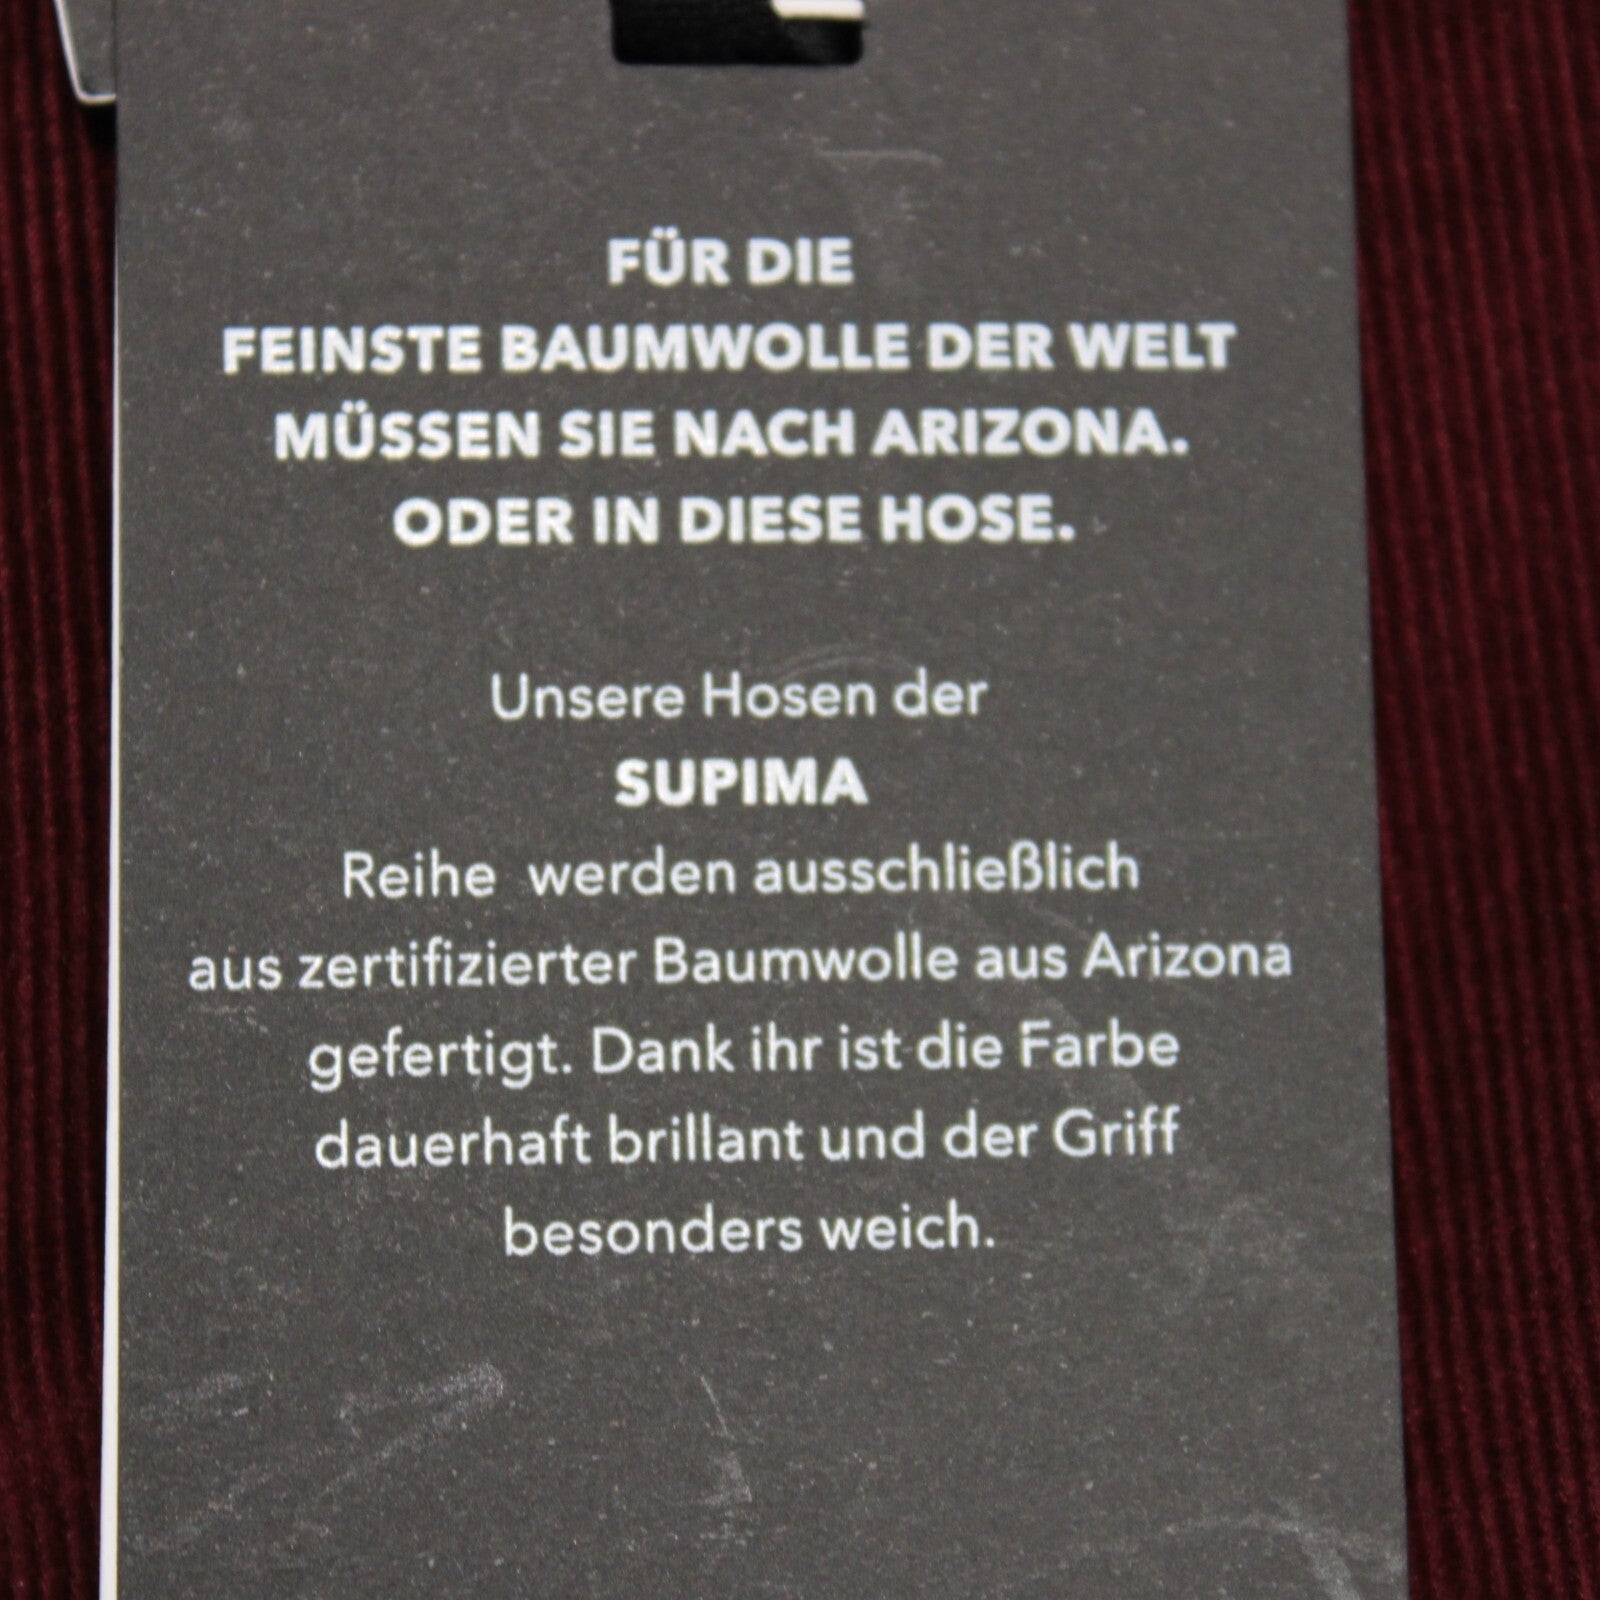 FÜR DIE
FEINSTE BAUMWOLLE DER WELT
MÜSSEN SIE NACH ARIZONA.
ODER IN DIESE HOSE.
Unsere Hosen der
SUPIMA
Reihe  werden ausschließlich
aus zertifizierter Baumwolle aus Arizona
gefertigt. Dank ihr ist die Farbe
dauerhaft brillant und der Griff
besonders weich.